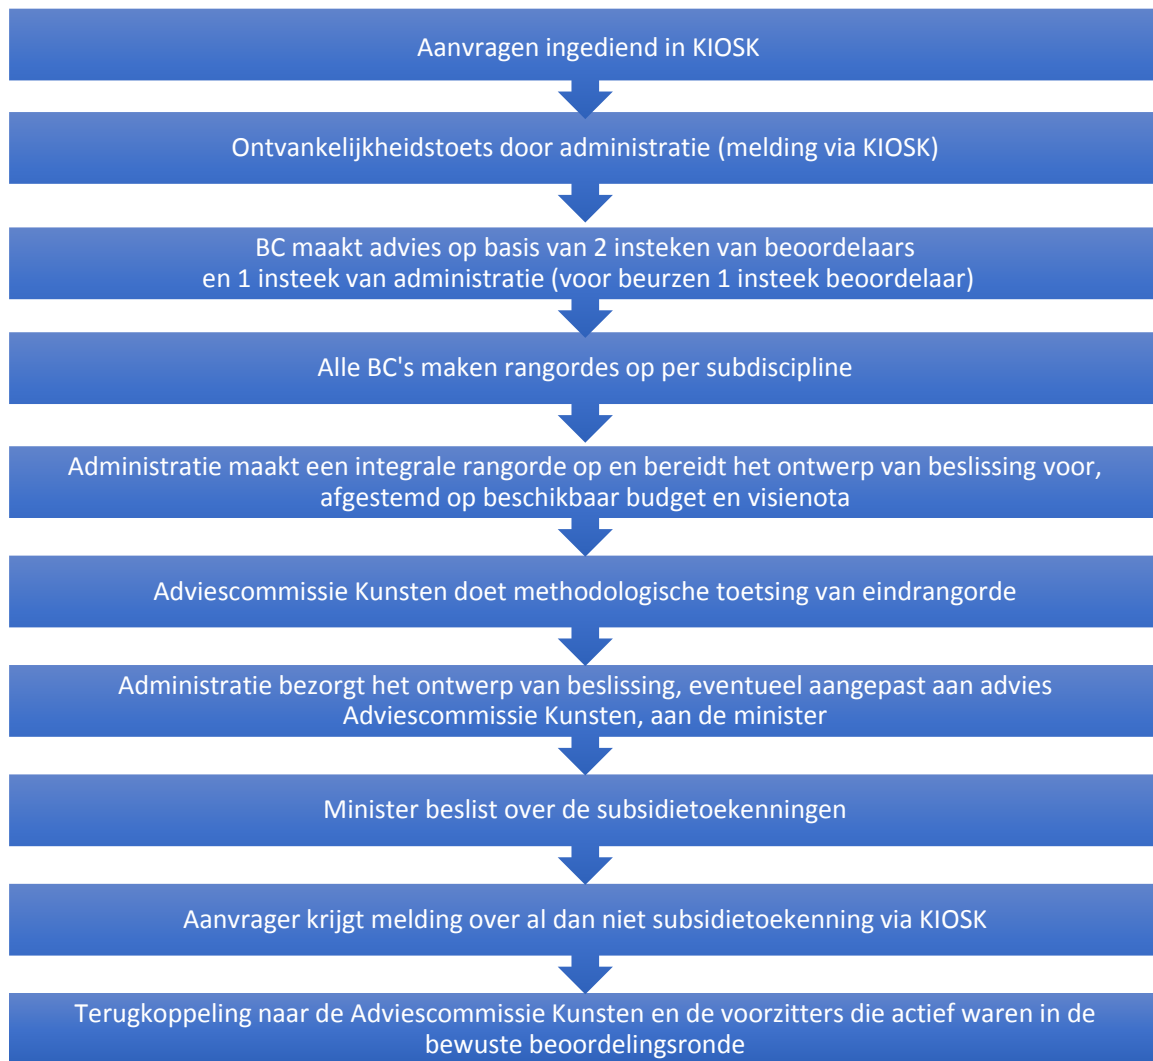 Aanvragen ingediend in KIOSK
Ontvankelijkheidstoets door administratie (melding via KIOSK)
BC maakt advies op basis van 2 insteken van beoordelaars
en 1 insteek van administratie (voor beurzen 1 insteek beoordelaar)
Alle BC's maken rangordes op per subdiscipline
Administratie maakt een integrale rangorde op en bereidt het ontwerp van beslissing voor,
afgestemd op beschikbaar budget en visienota
Adviescommissie Kunsten doet methodologische toetsing van eindrangorde
Administratie bezorgt het ontwerp van beslissing, eventueel aangepast aan advies
Adviescommissie Kunsten, aan de minister
Minister beslist over de subsidietoekenningen
Aanvrager krijgt melding over al dan niet subsidietoekenning via KIOSK
Terugkoppeling naar de Adviescommissie Kunsten en de voorzitters die actief waren in de
bewuste beoordelingsronde